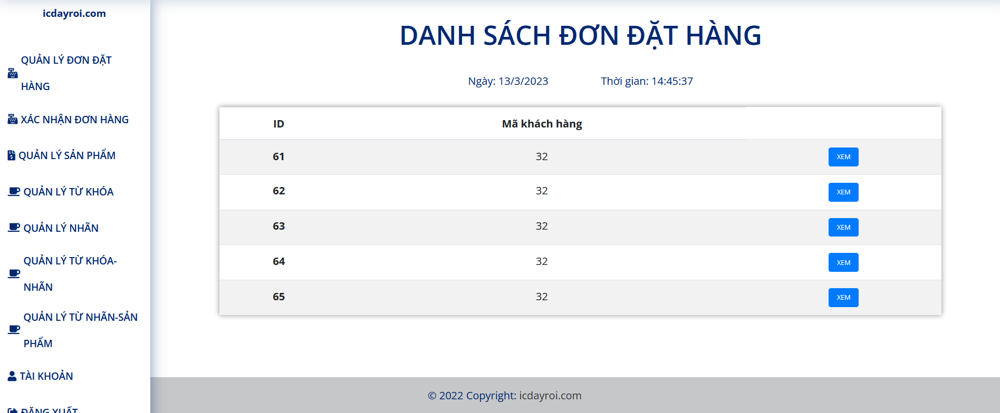 icdayroi.com
QUẢN LÝ ĐƠN ĐẶT
HÀNG
XÁC NHẬN ĐƠN HÀNG
QUẢN LÝ SẢN PHẨM
QUẢN LÝ TỪ KHÓA
QUẢN LÝ NHÃN
QUẢN LÝ TỪ KHÓA-
NHÃN
QUẢN LÝ TỪ NHÃN-SẢN
PHẨM
TÀI KHOẢN
ĐĂNG XUẤT
DANH SÁCH ĐƠN ĐẶT HÀNG
Ngày: 13/3/2023 Thời gian: 14:45:37
ID Mã khách hàng
61 32 XEM
62 32 XEM
63 32 XEM
64 32 XEM
65 32 XEM
© 2022 Copyright: icdayroi.com